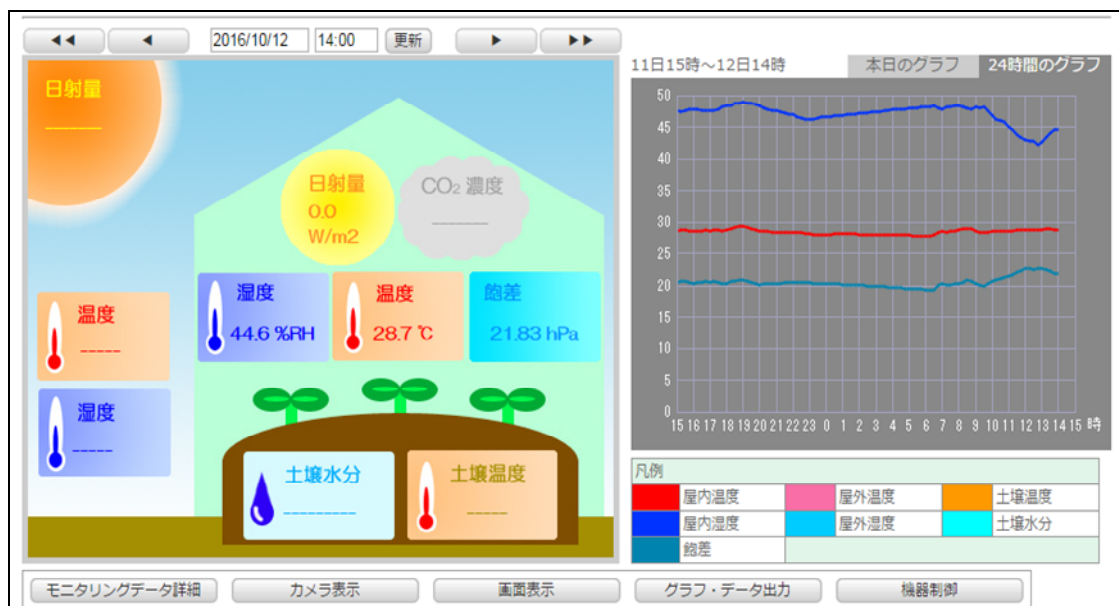 ◀◀ ◀ 2016/10/12 14:00 更新 ▶ ▶▶
日射量
------
日射量
0.0
W/m2
CO₂ 濃度
-------
温度
-----
湿度
-----
湿度
44.6 %RH
温度
28.7 ℃
飽差
21.83 hPa
土壌水分
---------
土壌温度
-----
11日15時～12日14時 本日のグラフ 24時間のグラフ
50
45
40
35
30
25
20
15
10
5
0
15 16 17 18 19 20 21 22 23 0 1 2 3 4 5 6 7 8 9 10 11 12 13 14 15 時
凡例
屋内温度 屋外温度 土壌温度
屋内湿度 屋外湿度 土壌水分
飽差
モニタリングデータ詳細 カメラ表示 画面表示 グラフ・データ出力 機器制御